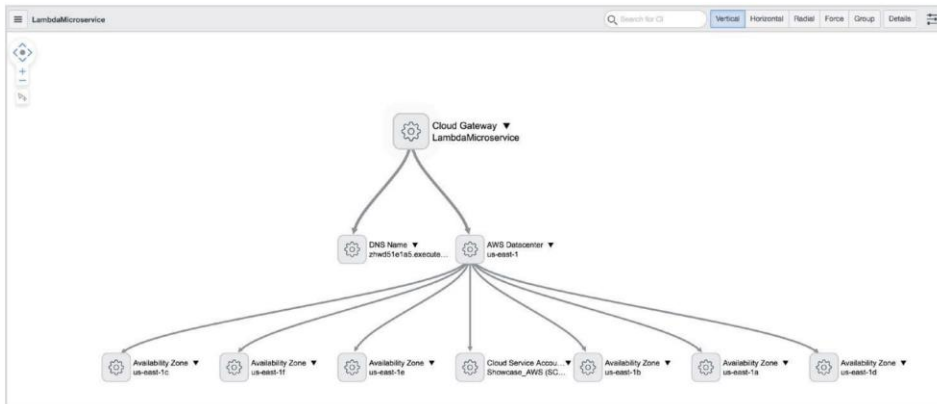 LambdaMicroservice
Search for CI
Vertical
Horizontal
Radial
Force
Group
Details
Cloud Gateway
LambdaMicroservice
DNS Name
zhwd51e1a5.execute...
AWS Datacenter
us-east-1
Availability Zone
us-east-1c
Availability Zone
us-east-1f
Availability Zone
us-east-1e
Cloud Service Accou...
Showcase_AWS (SC...
Availability Zone
us-east-1b
Availability Zone
us-east-1a
Availability Zone
us-east-1d